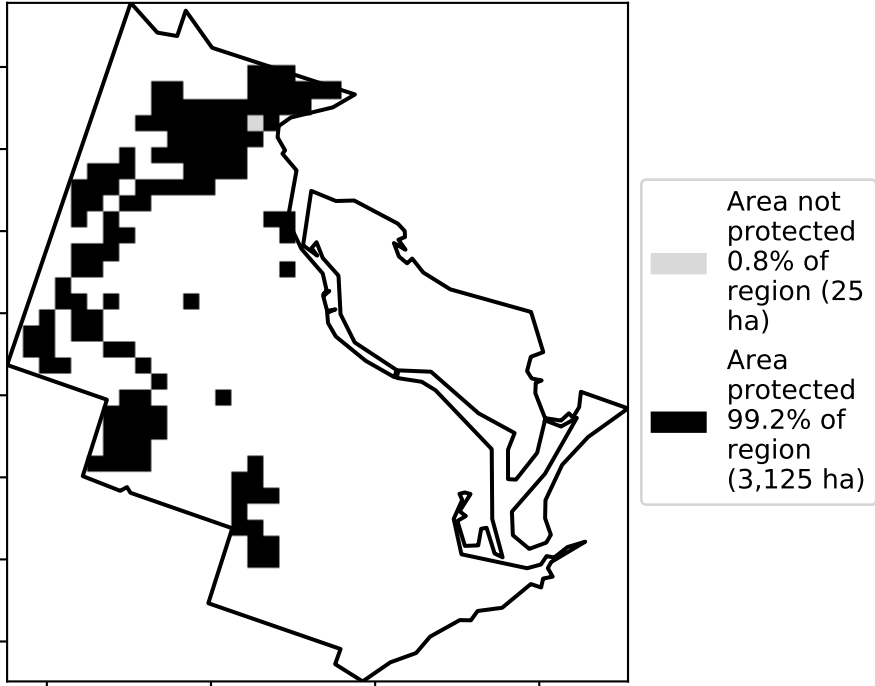 Area not
protected
0.8% of
region (25
ha)
Area
protected
99.2% of
region
(3,125 ha)